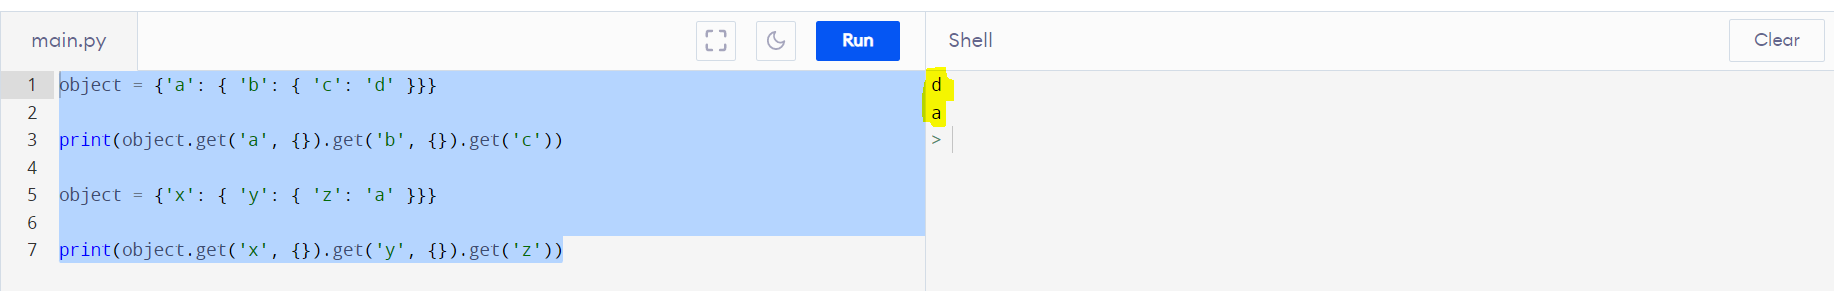 main.py
Run
Shell
Clear
1 object = {'a': { 'b': { 'c': 'd' }}}
2
3 print(object.get('a', {}).get('b', {}).get('c'))
4
5 object = {'x': { 'y': { 'z': 'a' }}}
6
7 print(object.get('x', {}).get('y', {}).get('z'))
d
a
>